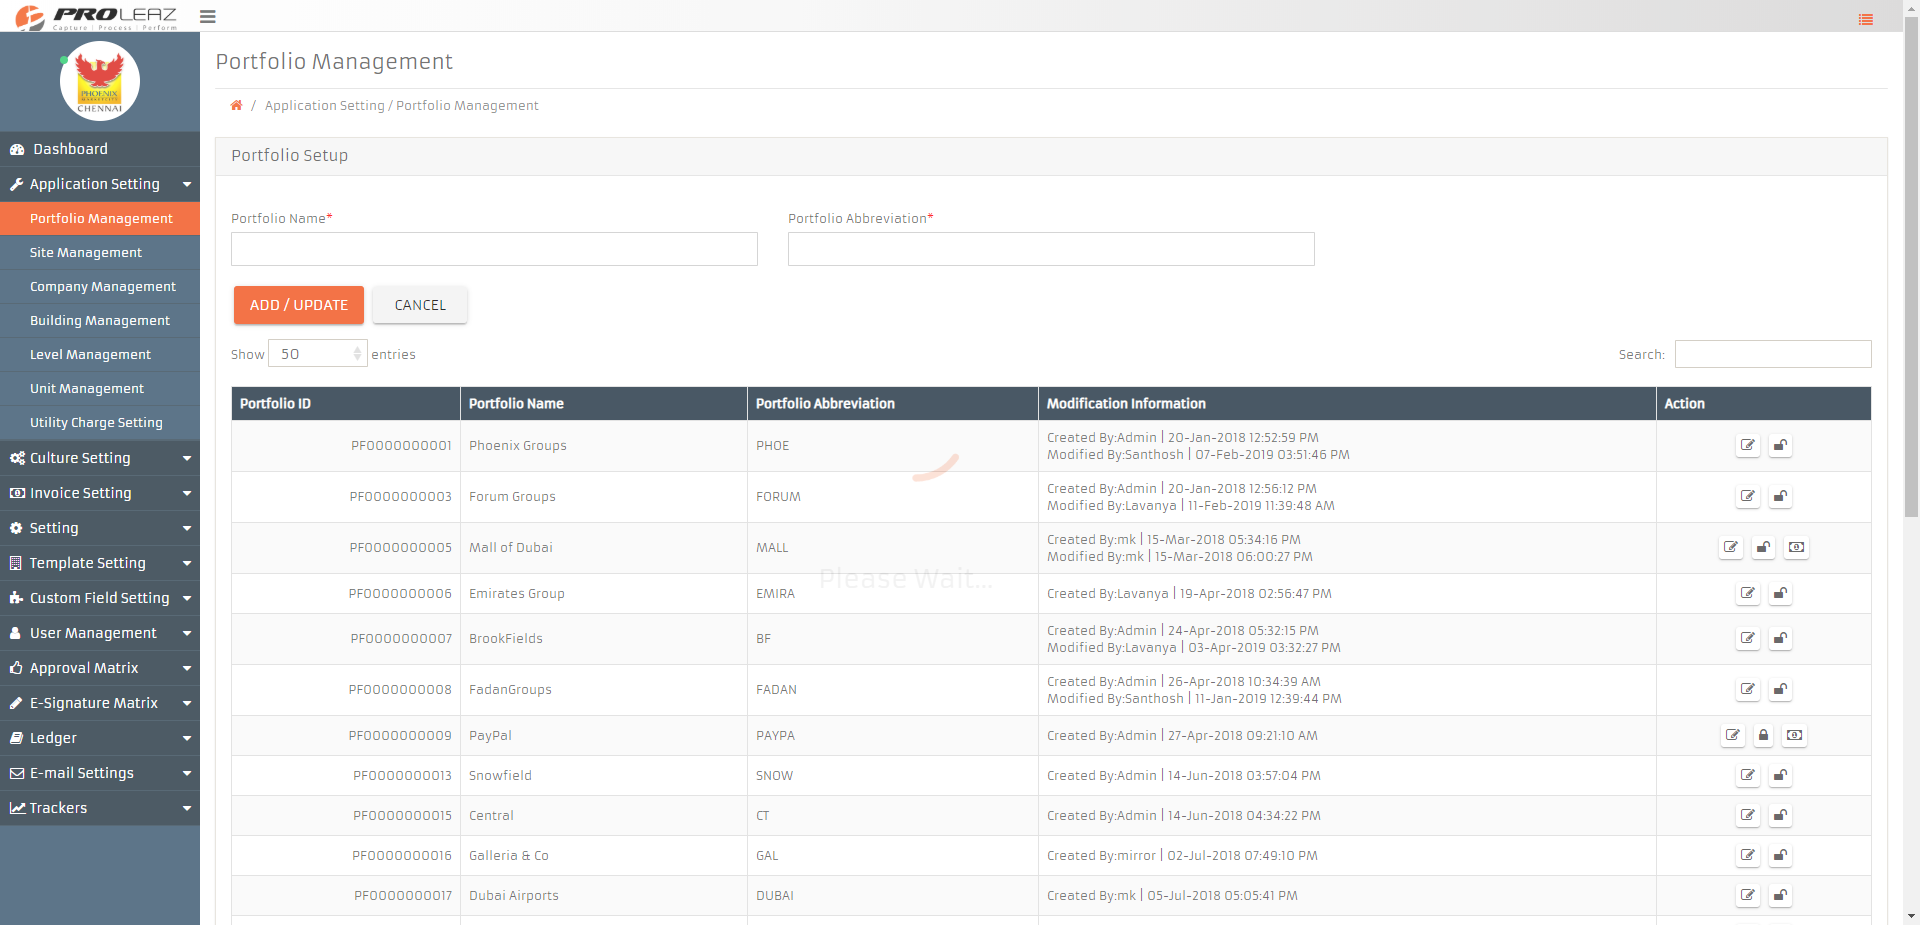 PROLEAZ
Capture | Process | Perform
PHOENIX
MARKETCITY
CHENNAI
Dashboard
Application Setting
Portfolio Management
Site Management
Company Management
Building Management
Level Management
Unit Management
Utility Charge Setting
Culture Setting
Invoice Setting
Setting
Template Setting
Custom Field Setting
User Management
Approval Matrix
E-Signature Matrix
Ledger
E-mail Settings
Trackers
Portfolio Management
/ Application Setting / Portfolio Management
Portfolio Setup
Portfolio Name* Portfolio Abbreviation*
ADD / UPDATE CANCEL
Show 50 entries Search:
Portfolio ID Portfolio Name Portfolio Abbreviation Modification Information Action
PF0000000001 Phoenix Groups PHOE Created By:Admin | 20-Jan-2018 12:52:59 PM
Modified By:Santhosh | 07-Feb-2019 03:51:46 PM
PF0000000003 Forum Groups FORUM Created By:Admin | 20-Jan-2018 12:56:12 PM
Modified By:Lavanya | 11-Feb-2019 11:39:48 AM
PF0000000005 Mall of Dubai MALL Created By:mk | 15-Mar-2018 05:34:16 PM
Modified By:mk | 15-Mar-2018 06:00:27 PM
Please Wait...
PF0000000006 Emirates Group EMIRA Created By:Lavanya | 19-Apr-2018 02:56:47 PM
PF0000000007 BrookFields BF Created By:Admin | 24-Apr-2018 05:32:15 PM
Modified By:Lavanya | 03-Apr-2019 03:32:27 PM
PF0000000008 FadanGroups FADAN Created By:Admin | 26-Apr-2018 10:34:39 AM
Modified By:Santhosh | 11-Jan-2019 12:39:44 PM
PF0000000009 PayPal PAYPA Created By:Admin | 27-Apr-2018 09:21:10 AM
PF0000000013 Snowfield SNOW Created By:Admin | 14-Jun-2018 03:57:04 PM
PF0000000015 Central CT Created By:Admin | 14-Jun-2018 04:34:22 PM
PF0000000016 Galleria & Co GAL Created By:mirror | 02-Jul-2018 07:49:10 PM
PF0000000017 Dubai Airports DUBAI Created By:mk | 05-Jul-2018 05:05:41 PM